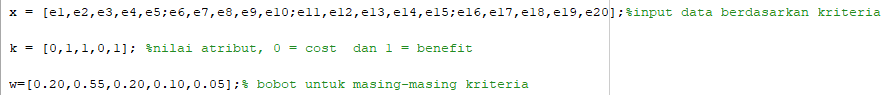 x = [e1,e2,e3,e4,e5;e6,e7,e8,e9,e10;e11,e12,e13,e14,e15;e16,e17,e18,e19,e20];%input data berdasarkan kriteria
k = [0,1,1,0,1]; %nilai atribut, 0 = cost  dan 1 = benefit
w=[0.20,0.55,0.20,0.10,0.05];% bobot untuk masing-masing kriteria